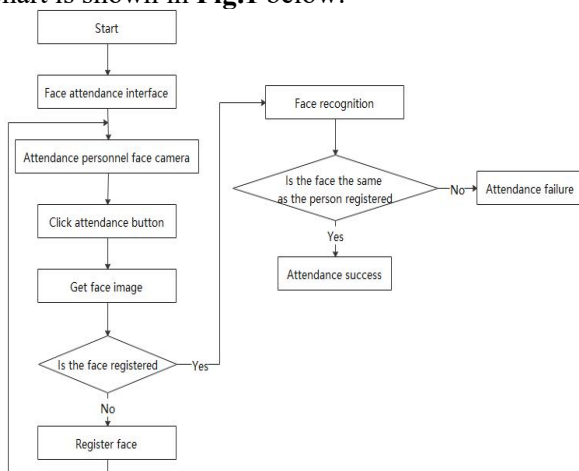 hart is shown in Fig.1 below.
Start
Face attendance interface
Attendance personnel face camera
Click attendance button
Get face image
Is the face registered
Yes
No
Register face
Face recognition
Is the face the same
as the person registered
No
Attendance failure
Yes
Attendance success